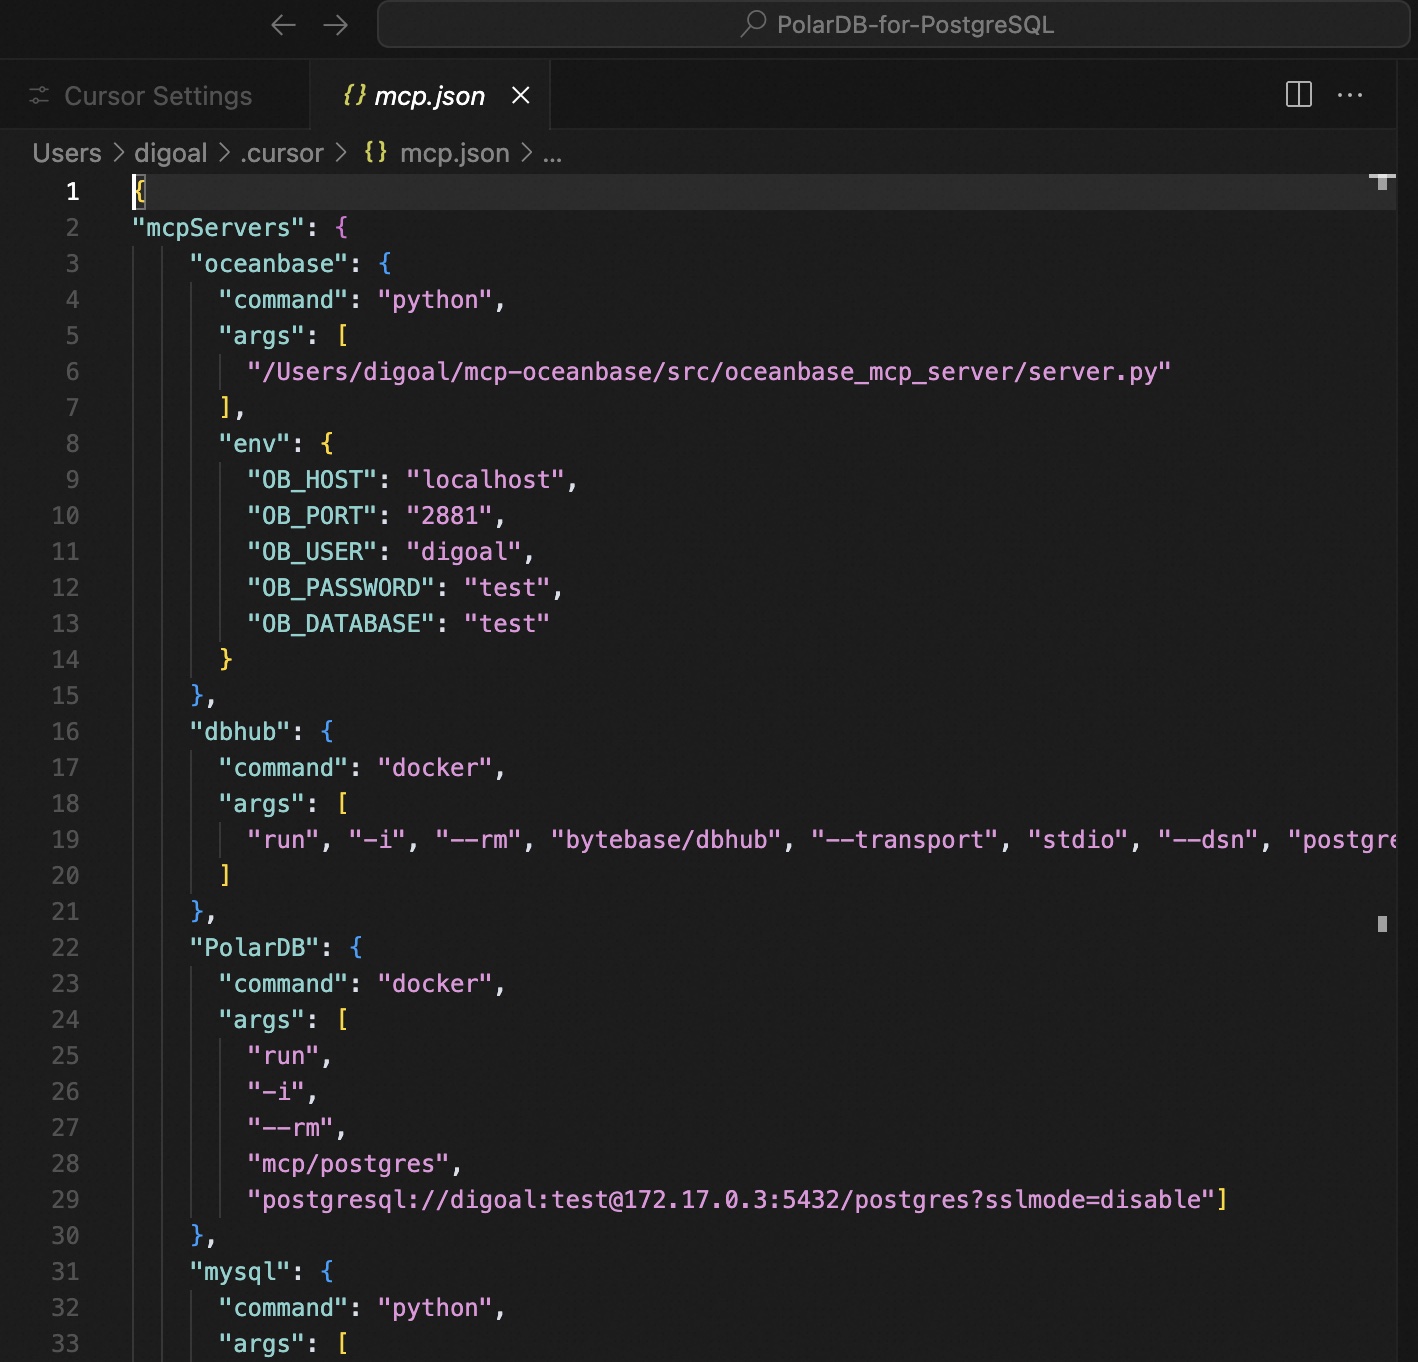 PolarDB-for-PostgreSQL
Cursor Settings
{} mcp.json
Users > digoal > .cursor > {} mcp.json > ...
1 {
2 "mcpServers": {
3 "oceanbase": {
4 "command": "python",
5 "args": [
6 "/Users/digoal/mcp-oceanbase/src/oceanbase_mcp_server/server.py"
7 ],
8 "env": {
9 "OB_HOST": "localhost",
10 "OB_PORT": "2881",
11 "OB_USER": "digoal",
12 "OB_PASSWORD": "test",
13 "OB_DATABASE": "test"
14 }
15 },
16 "dbhub": {
17 "command": "docker",
18 "args": [
19 "run", "-i", "--rm", "bytebase/dbhub", "--transport", "stdio", "--dsn", "postgre
20 ]
21 },
22 "PolarDB": {
23 "command": "docker",
24 "args": [
25 "run",
26 "-i",
27 "--rm",
28 "mcp/postgres",
29 "postgresql://digoal:test@172.17.0.3:5432/postgres?sslmode=disable"]
30 },
31 "mysql": {
32 "command": "python",
33 "args": [